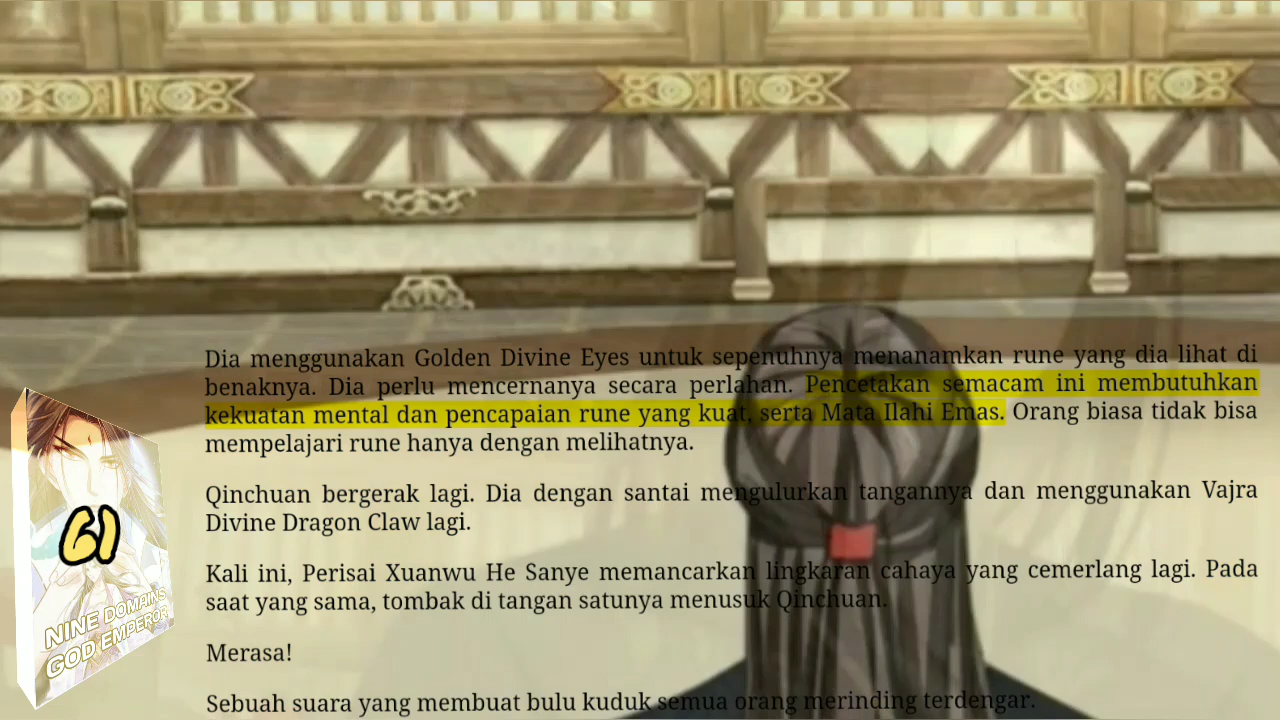 Dia menggunakan Golden Divine Eyes untuk sepenuhnya menanamkan rune yang dia lihat di
benaknya. Dia perlu mencernanya secara perlahan. Pencetakan semacam ini membutuhkan
kekuatan mental dan pencapaian rune yang kuat, serta Mata Ilahi Emas. Orang biasa tidak bisa
mempelajari rune hanya dengan melihatnya.
Qinchuan bergerak lagi. Dia dengan santai mengulurkan tangannya dan menggunakan Vajra
Divine Dragon Claw lagi.
Kali ini, Perisai Xuanwu He Sanye memancarkan lingkaran cahaya yang cemerlang lagi. Pada
saat yang sama, tombak di tangan satunya menusuk Qinchuan.
Merasa!
Sebuah suara yang membuat bulu kuduk semua orang merinding terdengar.
61
NINE DOMAINS
GOD EMPEROR